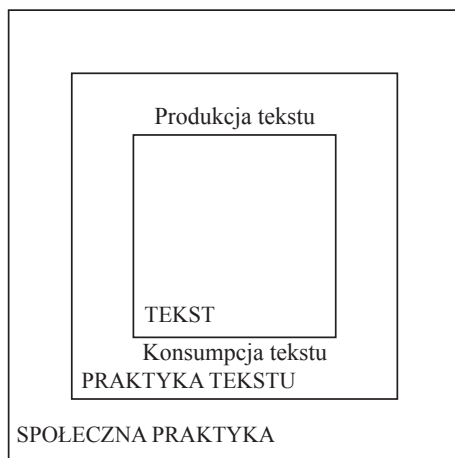 Produkcja tekstu
TEKST
Konsumpcja tekstu
PRAKTYKA TEKSTU
SPOŁECZNA PRAKTYKA